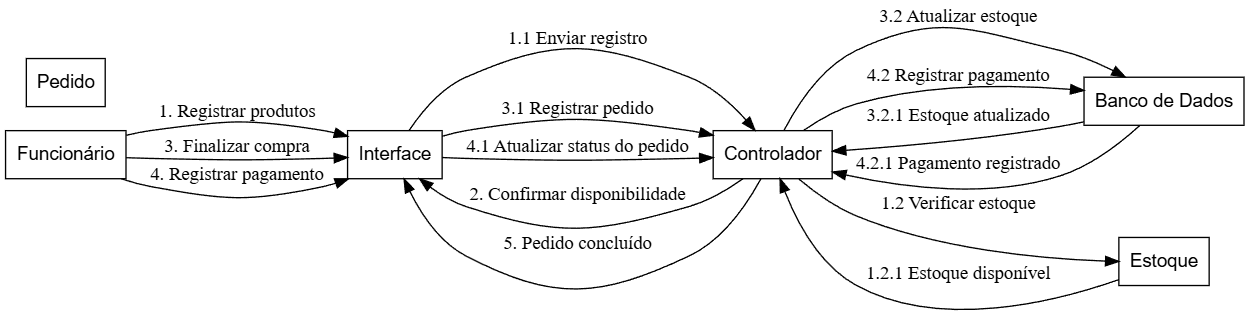 3.2 Atualizar estoque
1.1 Enviar registro
Pedido
4.2 Registrar pagamento
Banco de Dados
1. Registrar produtos
3.1 Registrar pedido
3.2.1 Estoque atualizado
Funcionário
3. Finalizar compra
Interface
4.1 Atualizar status do pedido
Controlador
4. Registrar pagamento
4.2.1 Pagamento registrado
2. Confirmar disponibilidade
1.2 Verificar estoque
5. Pedido concluído
Estoque
1.2.1 Estoque disponível